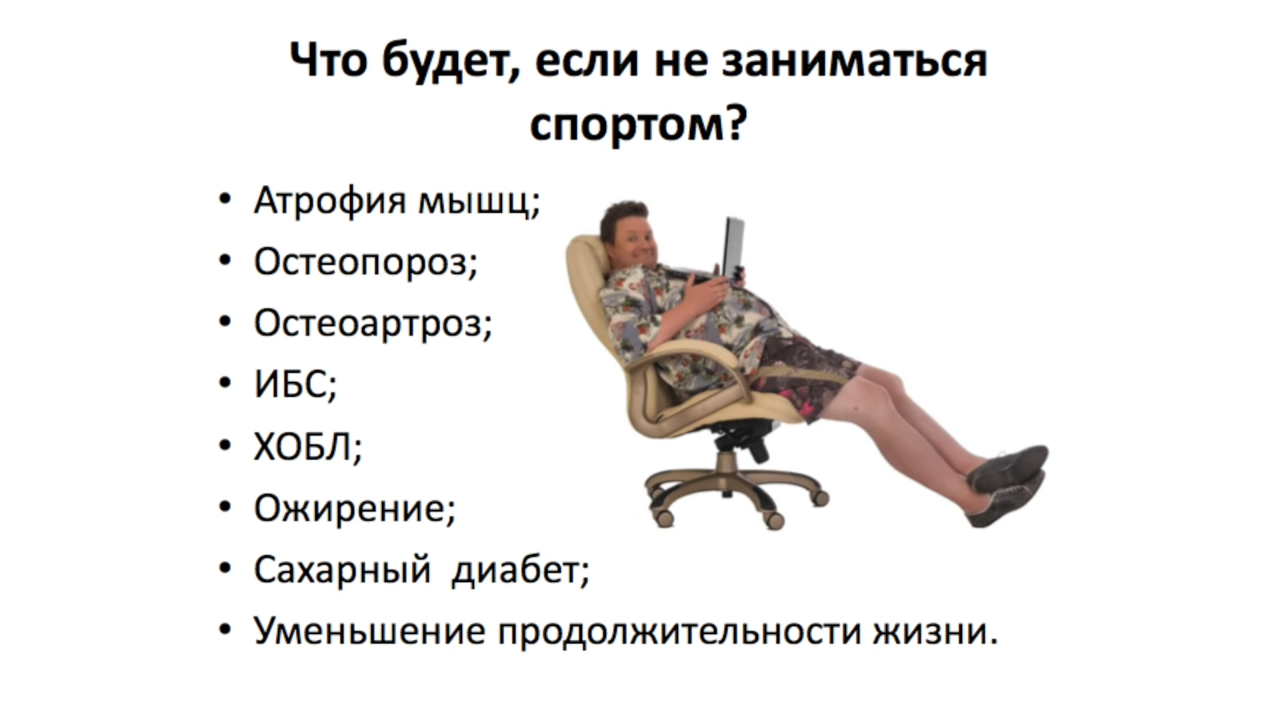 Что будет, если не заниматься
спортом?
• Атрофия мышц;
• Остеопороз;
• Остеоартроз;
• ИБС;
• ХОБЛ;
• Ожирение;
• Сахарный  диабет;
• Уменьшение продолжительности жизни.